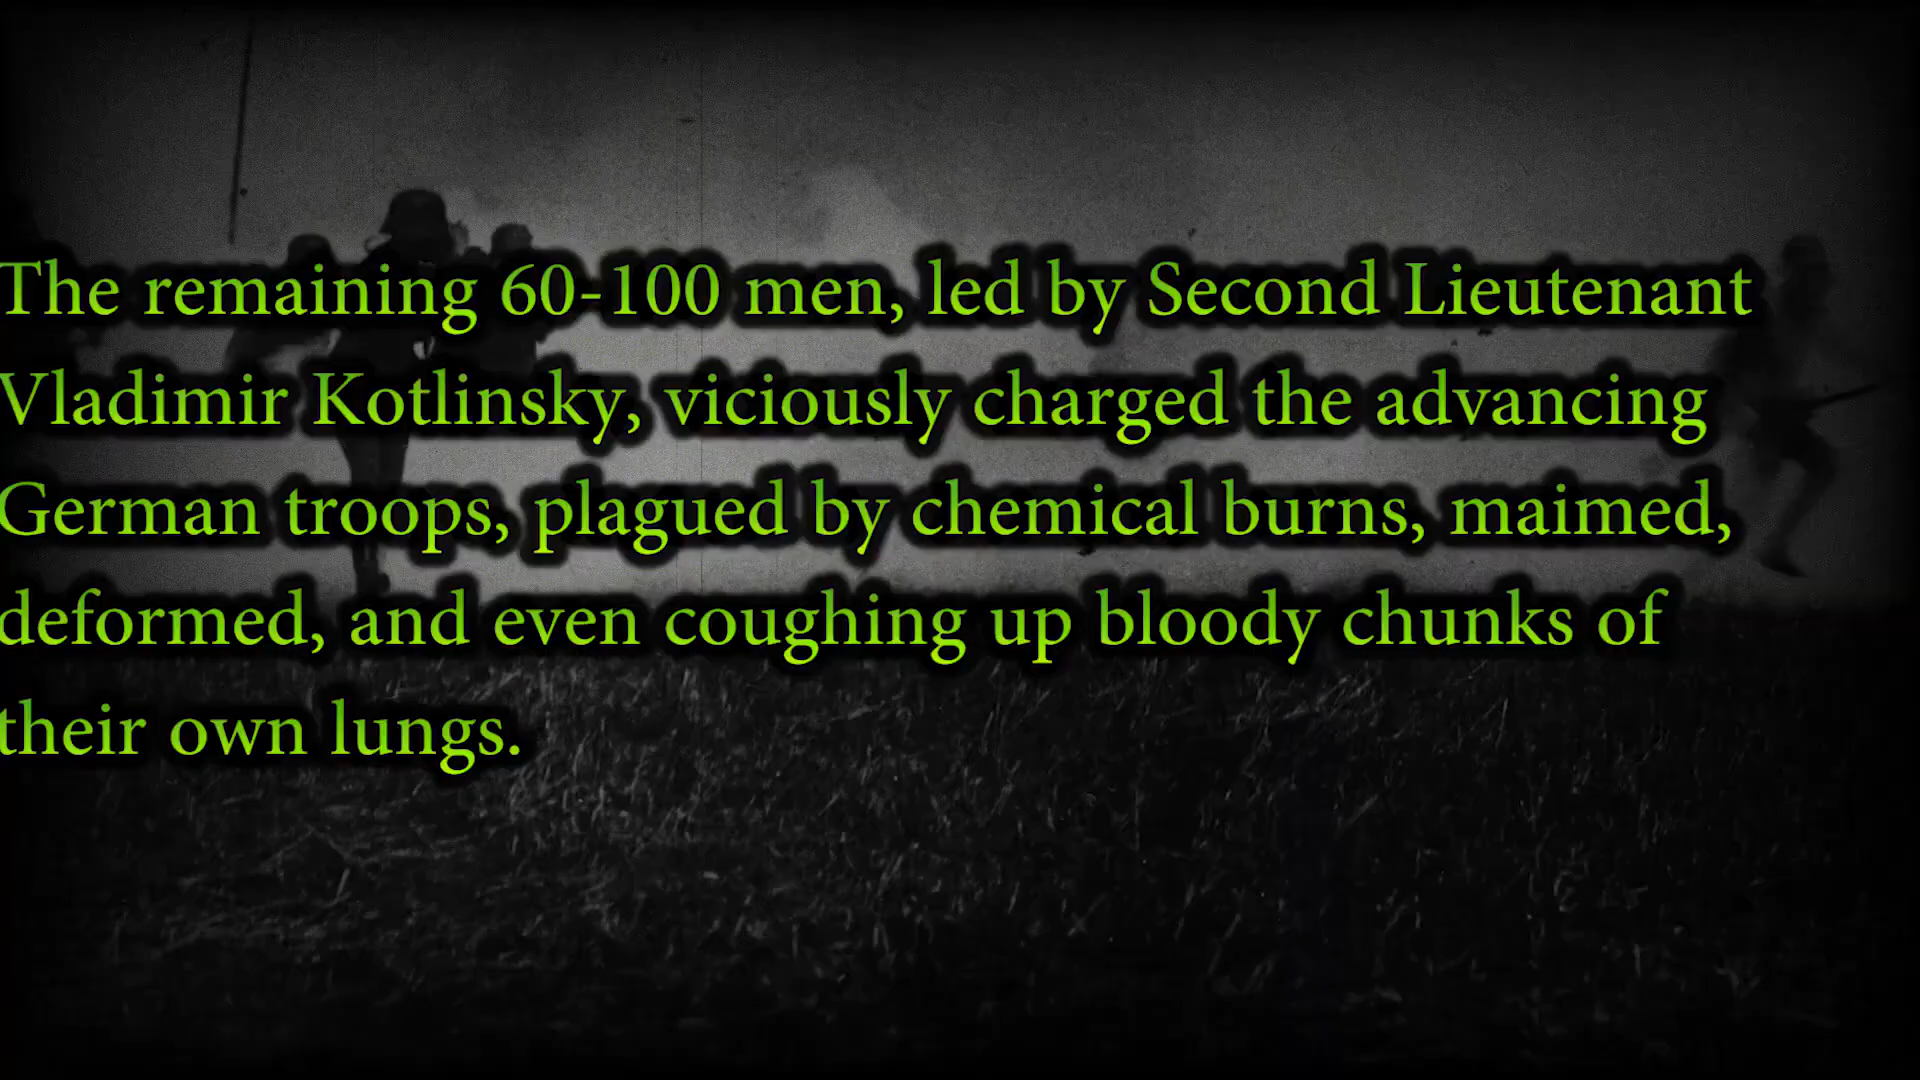 The remaining 60-100 men, led by Second Lieutenant
Vladimir Kotlinsky, viciously charged the advancing
German troops, plagued by chemical burns, maimed,
deformed, and even coughing up bloody chunks of
their own lungs.